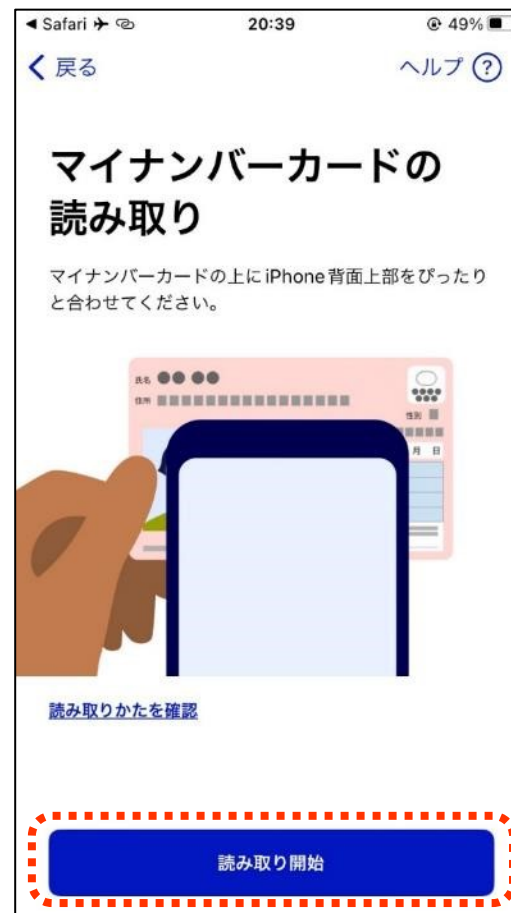 Safari 20:39 49%
戻る ヘルプ ?
マイナンバーカードの
読み取り
マイナンバーカードの上にiPhone背面上部をぴったり
と合わせてください。
氏名
住所
性別
月 日
読み取りかたを確認
読み取り開始